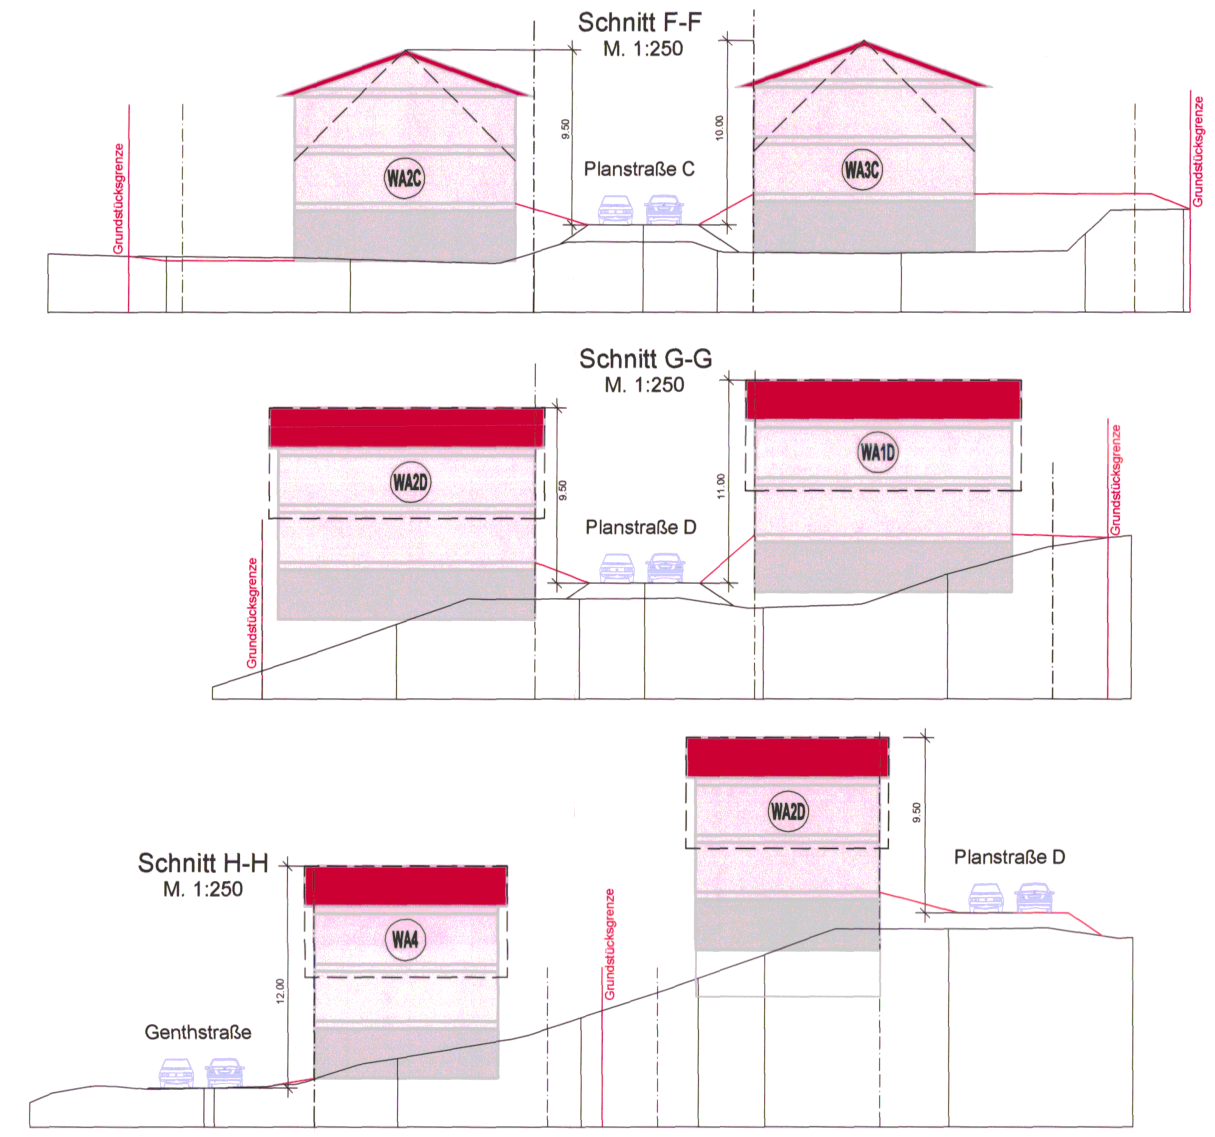 Schnitt F-F
M. 1:250
Grundstücksgrenze
WA2C
9.50
Planstraße C
10.00
WA3C
Grundstücksgrenze
Schnitt G-G
M. 1:250
Grundstücksgrenze
WA2D
9.50
Planstraße D
11.00
WA1D
Grundstücksgrenze
Schnitt H-H
M. 1:250
Genthstraße
12.00
WA4
Grundstücksgrenze
WA2D
9.50
Planstraße D